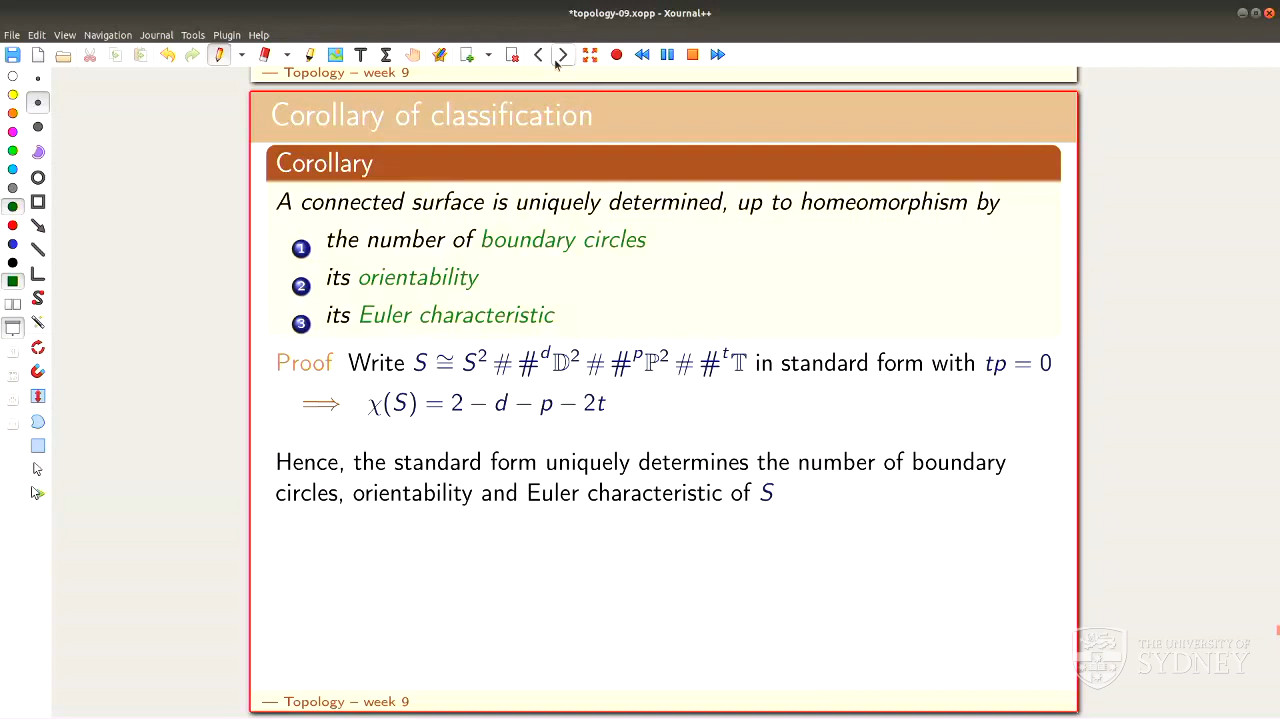 *topology-09.xopp - Xournal++
File Edit View Navigation Journal Tools Plugin Help
— Topology – week 9
Corollary of classification
Corollary
A connected surface is uniquely determined, up to homeomorphism by
1 the number of boundary circles
2 its orientability
3 its Euler characteristic
Proof Write S ≅ S² # #ᵈ𝔻² # #ᵖℙ² # #ᵗ𝕋 in standard form with tp = 0
⟹ χ(S) = 2 − d − p − 2t
Hence, the standard form uniquely determines the number of boundary
circles, orientability and Euler characteristic of S
THE UNIVERSITY OF
SYDNEY
— Topology – week 9